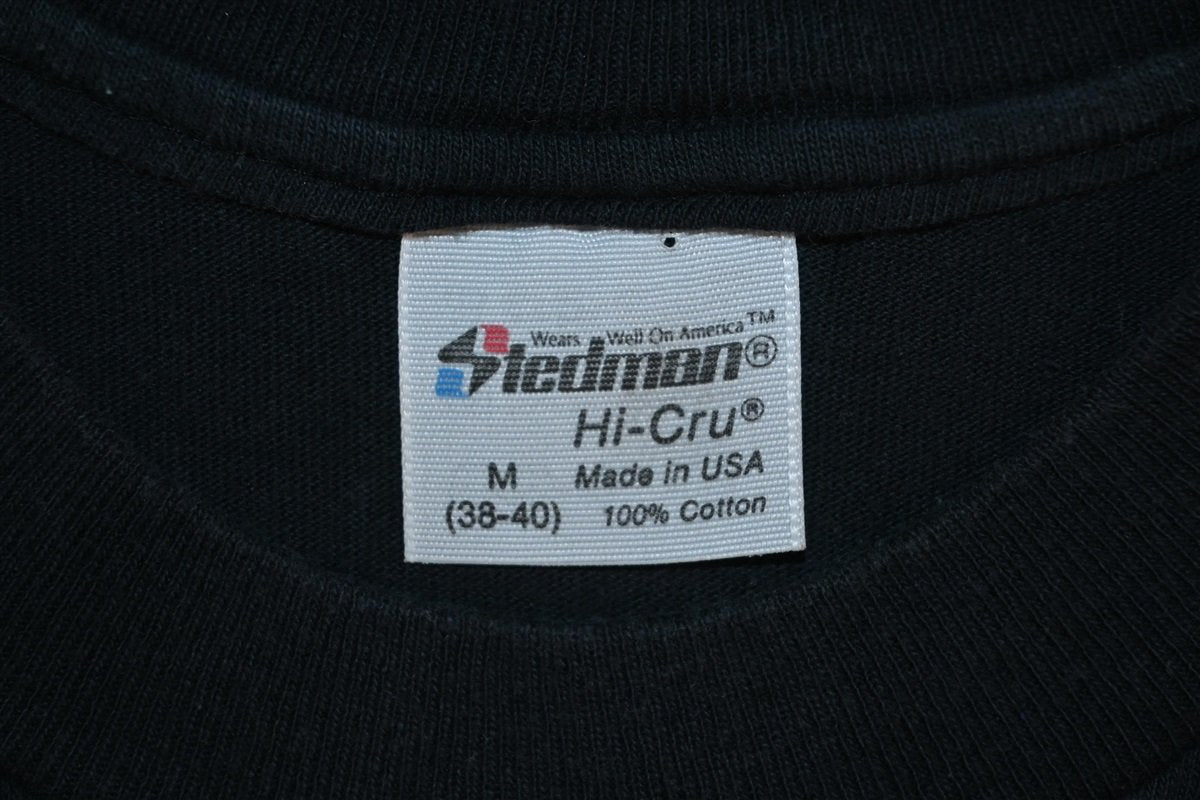 Wears Well On America™
Stedman®
Hi-Cru®
M Made in USA
(38-40) 100% Cotton